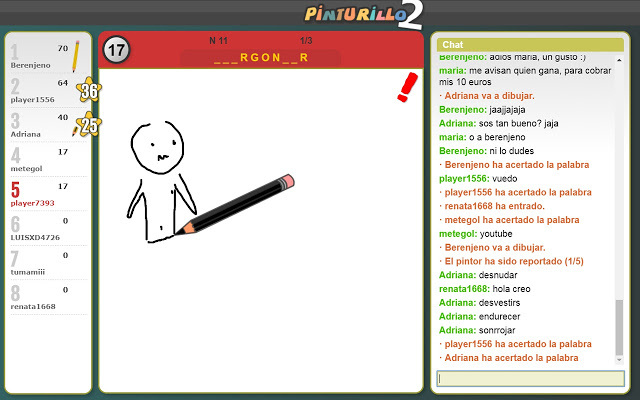 PiNTURiLLO 2
17
N 11
1/3
_ _ _ R G O N _ _ R
1
70
Berenjeno
2
64
player1556
36
3
40
Adriana
25
4
17
metegol
5
17
player7393
6
0
LUISXD4726
7
0
tumamiii
8
0
renata1668
Chat
Berenjeno: adios maria, un gusto :)
maria: me avisan quien gana, para cobrar
mis 10 euros
· Adriana va a dibujar.
Berenjeno: jaajjajaja
Adriana: sos tan bueno? jaja
maria: o a berenjeno
Berenjeno: ni lo dudes
· Berenjeno ha acertado la palabra
player1556: vuedo
· player1556 ha acertado la palabra
· renata1668 ha entrado.
· metegol ha acertado la palabra
metegol: youtube
· Berenjeno va a dibujar.
· El pintor ha sido reportado (1/5)
Adriana: desnudar
renata1668: hola creo
Adriana: desvestirs
Adriana: endurecer
Adriana: sonrrojar
· player1556 ha acertado la palabra
· Adriana ha acertado la palabra